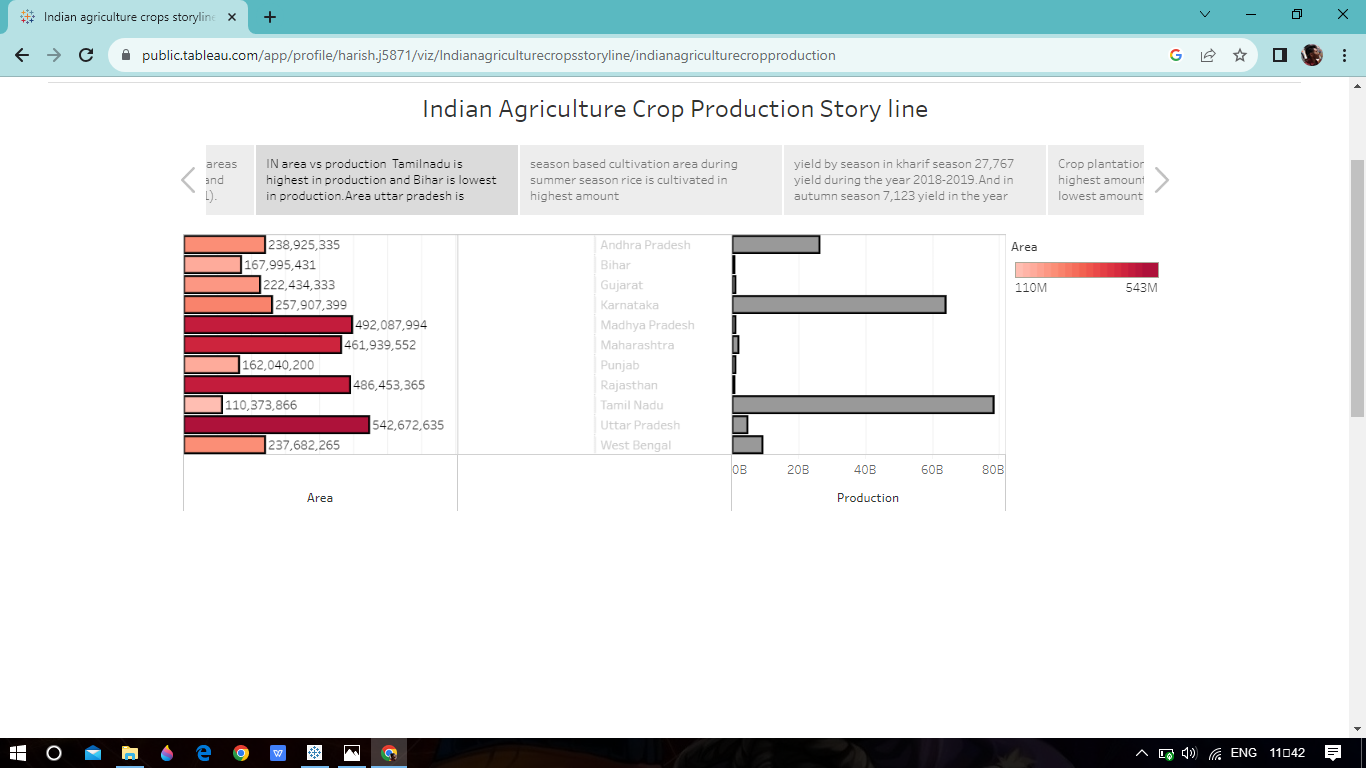 Indian agriculture crops storyline
public.tableau.com/app/profile/harish.j5871/viz/Indianagriculturecropsstoryline/indianagriculturecropproduction
Indian Agriculture Crop Production Story line
areas
and
1).
IN area vs production Tamilnadu is
highest in production and Bihar is lowest
in production.Area uttar pradesh is
season based cultivation area during
summer season rice is cultivated in
highest amount
yield by season in kharif season 27,767
yield during the year 2018-2019.And in
autumn season 7,123 yield in the year
Crop plantation
highest amount
lowest amount
238,925,335 Andhra Pradesh
167,995,431 Bihar
222,434,333 Gujarat
257,907,399 Karnataka
492,087,994 Madhya Pradesh
461,939,552 Maharashtra
162,040,200 Punjab
486,453,365 Rajasthan
110,373,866 Tamil Nadu
542,672,635 Uttar Pradesh
237,682,265 West Bengal
0B 20B 40B 60B 80B
Area
Production
Area
110M 543M
ENG 11 42